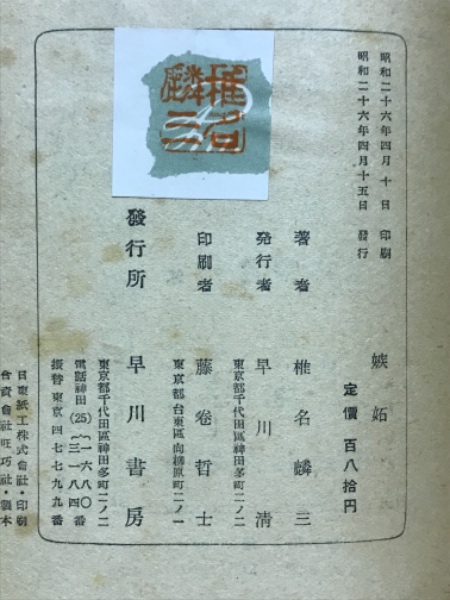 昭和二十六年四月十日 印刷
昭和二十六年四月十五日 發行
嫉妬
定價 百八拾円
著者 椎名麟三
発行者 早川清
東京都千代田區神田多町二ノ二
印刷者 藤卷哲士
東京都台東區向柳原町二ノ一
發行所 早川書房
東京都千代田區神田多町二ノ二
電話神田(25)〜一六八〇番
〜三一八四番
振替東京四七七九九番
日東紙工株式會社・印刷
合資會社旺巧社・製本
椎名
麟三